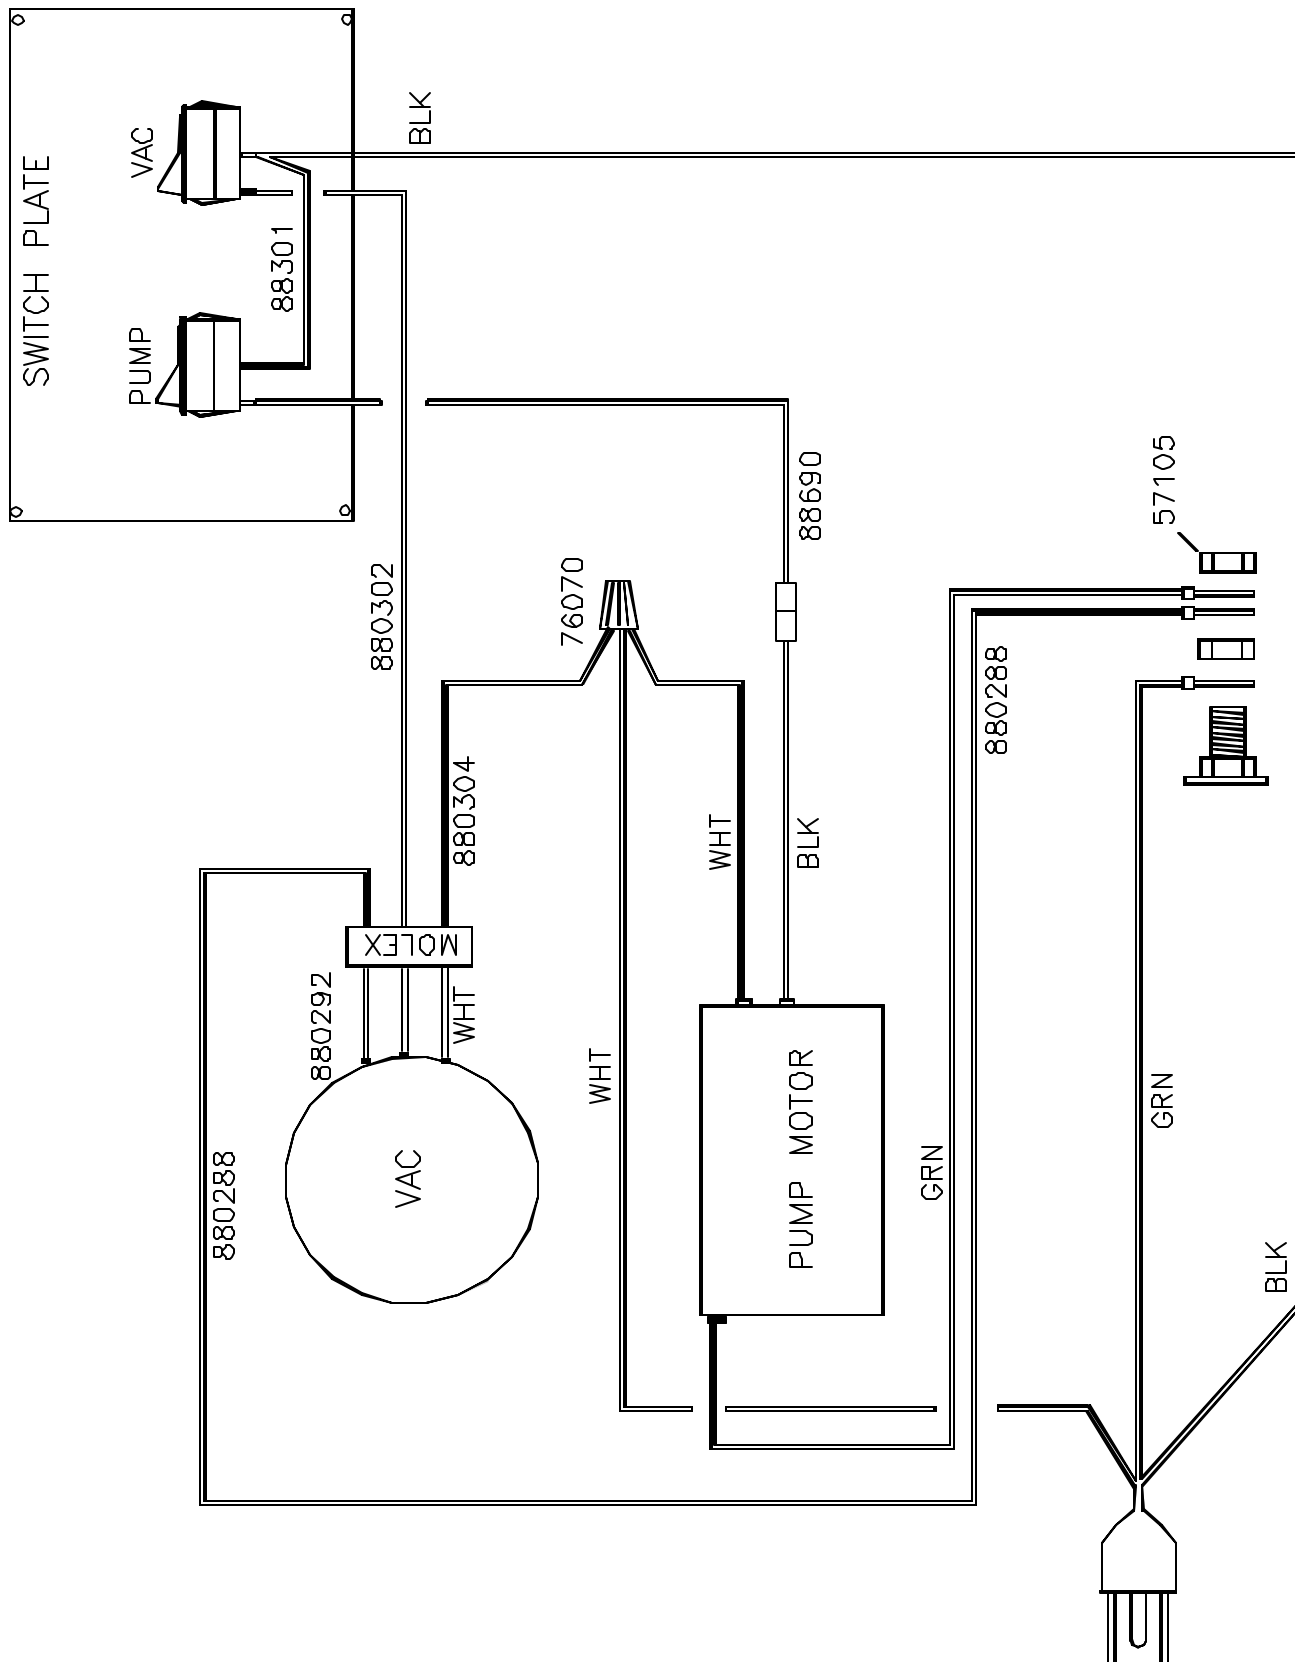 SWITCH PLATE
VAC
PUMP
BLK
88301
880302
76070
88690
57105
880304
880288
WHT
BLK
MOLEX
880292
WHT
WHT
880288
VAC
PUMP MOTOR
GRN
GRN
BLK